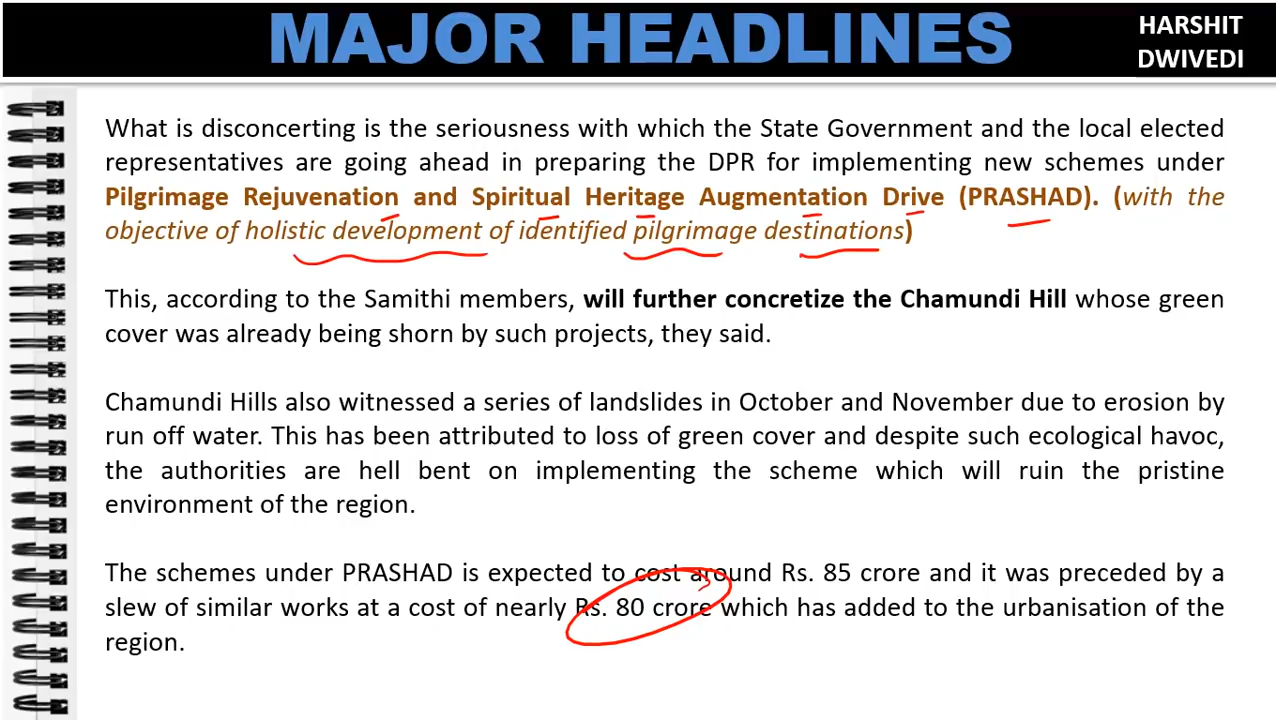 MAJOR HEADLINES
HARSHIT
DWIVEDI
What is disconcerting is the seriousness with which the State Government and the local elected
representatives are going ahead in preparing the DPR for implementing new schemes under
Pilgrimage Rejuvenation and Spiritual Heritage Augmentation Drive (PRASHAD). (with the
objective of holistic development of identified pilgrimage destinations)
This, according to the Samithi members, will further concretize the Chamundi Hill whose green
cover was already being shorn by such projects, they said.
Chamundi Hills also witnessed a series of landslides in October and November due to erosion by
run off water. This has been attributed to loss of green cover and despite such ecological havoc,
the authorities are hell bent on implementing the scheme which will ruin the pristine
environment of the region.
The schemes under PRASHAD is expected to cost around Rs. 85 crore and it was preceded by a
slew of similar works at a cost of nearly Rs. 80 crore which has added to the urbanisation of the
region.